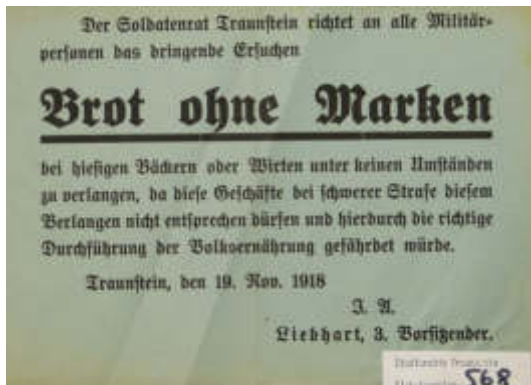 Der Soldatenrat Traunstein richtet an alle Militär-
personen das dringende Ersuchen
Brot ohne Marken
bei hiesigen Bäckern oder Wirten unter keinen Umständen
zu verlangen, da diese Geschäfte bei schwerer Strafe diesem
Verlangen nicht entsprechen dürfen und hierdurch die richtige
Durchführung der Volksernährung gefährdet würde.
Traunstein, den 19. Nov. 1918
J. A.
Liebhart, 3. Vorsitzender.
568